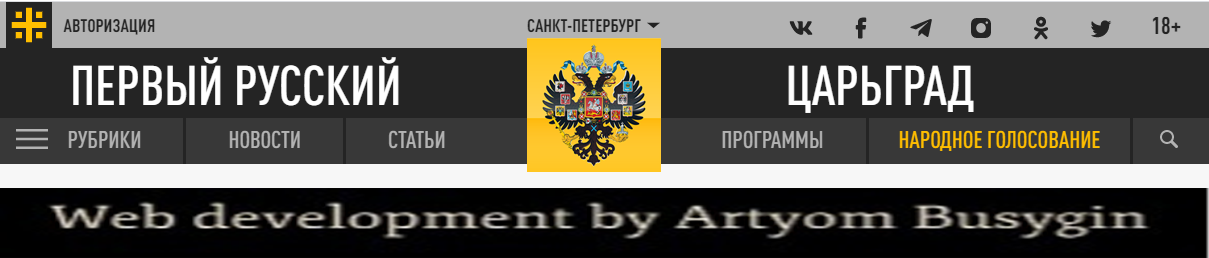 АВТОРИЗАЦИЯ САНКТ-ПЕТЕРБУРГ 18+
ПЕРВЫЙ РУССКИЙ ЦАРЬГРАД
РУБРИКИ НОВОСТИ СТАТЬИ ПРОГРАММЫ НАРОДНОЕ ГОЛОСОВАНИЕ
Web development by Artyom Busygin